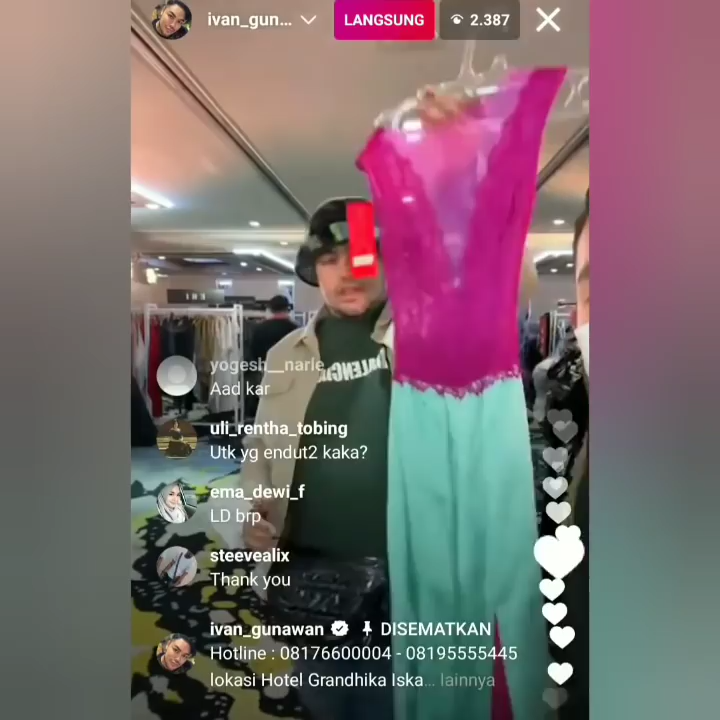 ivan_gun...
LANGSUNG
2.387
yogesh__narle
Aad kar
uli_rentha_tobing
Utk yg endut2 kaka?
ema_dewi_f
LD brp
steevealix
Thank you
ivan_gunawan DISEMATKAN
Hotline : 08176600004 - 08195555445
lokasi Hotel Grandhika Iska... lainnya